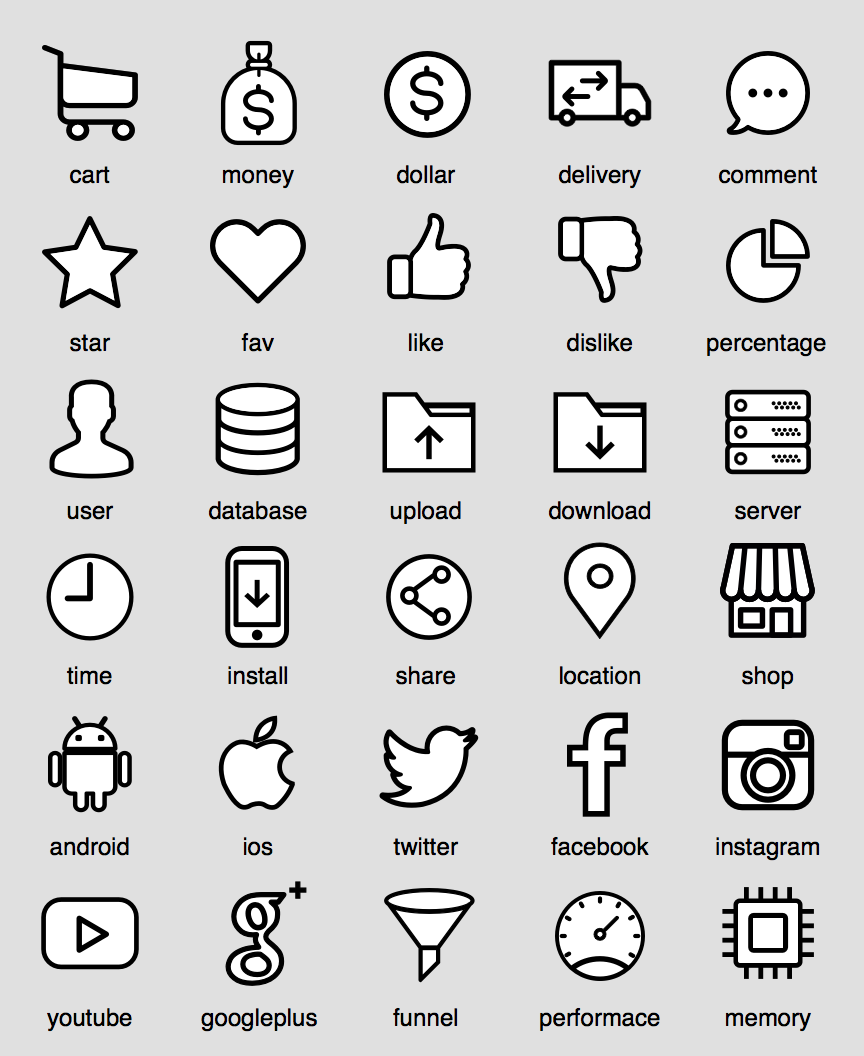 cart money dollar delivery comment
star fav like dislike percentage
user database upload download server
time install share location shop
android ios twitter facebook instagram
youtube googleplus funnel performace memory